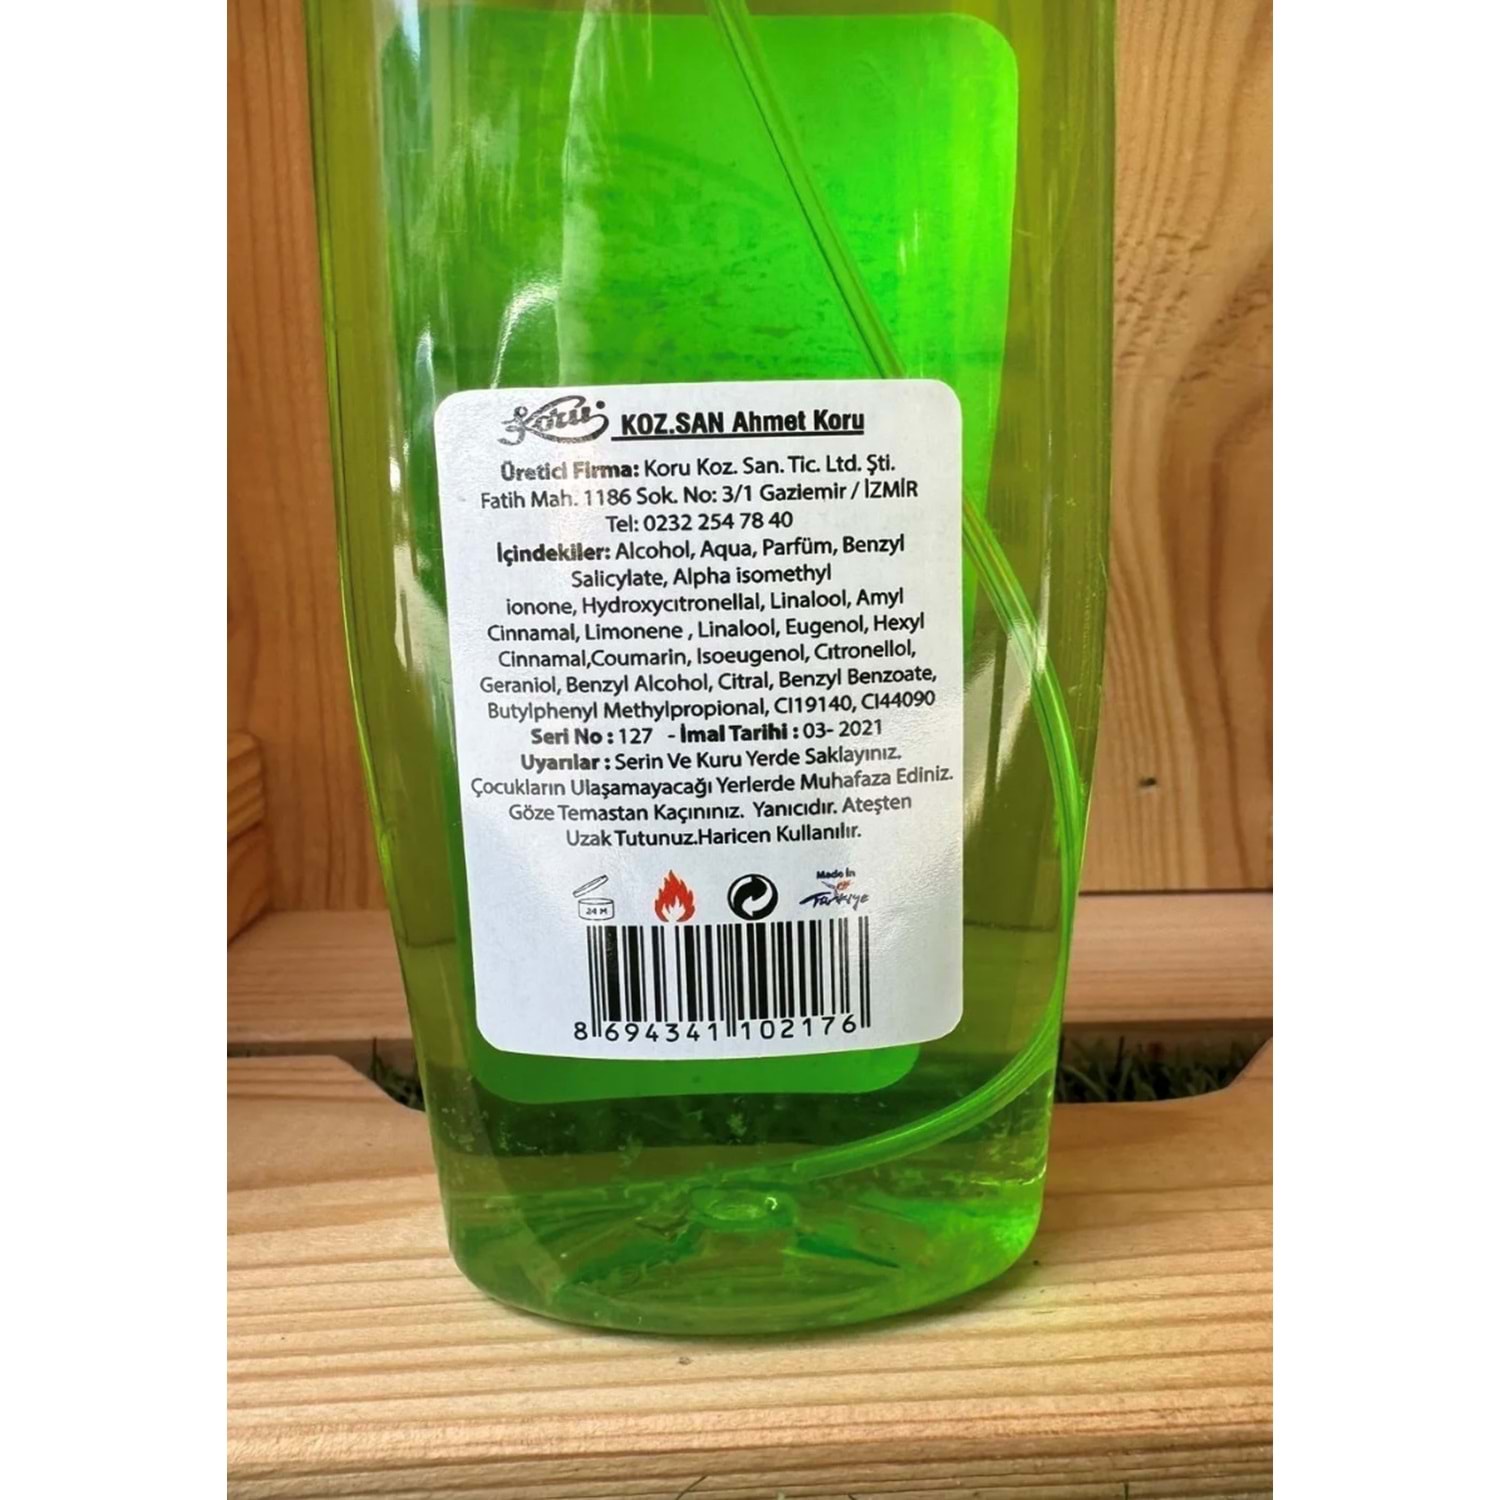 Koru KOZ.SAN Ahmet Koru
Üretici Firma: Koru Koz. San. Tic. Ltd. Şti.
Fatih Mah. 1186 Sok. No: 3/1 Gaziemir / İZMİR
Tel: 0232 254 78 40
İçindekiler: Alcohol, Aqua, Parfüm, Benzyl
Salicylate, Alpha isomethyl
ionone, Hydroxycıtronellal, Linalool, Amyl
Cinnamal, Limonene , Linalool, Eugenol, Hexyl
Cinnamal,Coumarin, Isoeugenol, Cıtronellol,
Geraniol, Benzyl Alcohol, Citral, Benzyl Benzoate,
Butylphenyl Methylpropional, CI19140, CI44090
Seri No : 127 - İmal Tarihi : 03- 2021
Uyarılar : Serin Ve Kuru Yerde Saklayınız.
Çocukların Ulaşamayacağı Yerlerde Muhafaza Ediniz.
Göze Temastan Kaçınınız. Yanıcıdır. Ateşten
Uzak Tutunuz.Haricen Kullanılır.
24 M
Made in
Türkiye
8 694341 102176